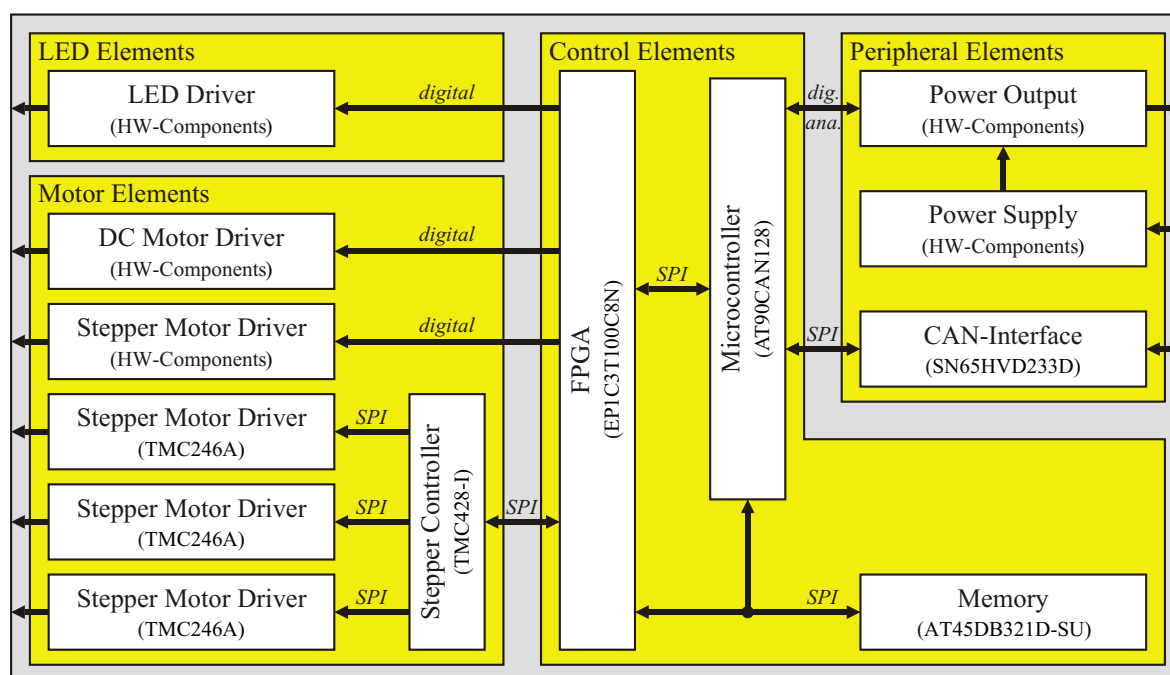 LED Elements
LED Driver
(HW-Components)
digital
Motor Elements
DC Motor Driver
(HW-Components)
digital
Stepper Motor Driver
(HW-Components)
digital
Stepper Motor Driver
(TMC246A)
SPI
Stepper Motor Driver
(TMC246A)
SPI
Stepper Motor Driver
(TMC246A)
SPI
Stepper Controller
(TMC428-I)
SPI
Control Elements
FPGA
(EP1C3T100C8N)
SPI
Microcontroller
(AT90CAN128)
SPI
Memory
(AT45DB321D-SU)
dig.
ana.
SPI
Peripheral Elements
Power Output
(HW-Components)
Power Supply
(HW-Components)
CAN-Interface
(SN65HVD233D)